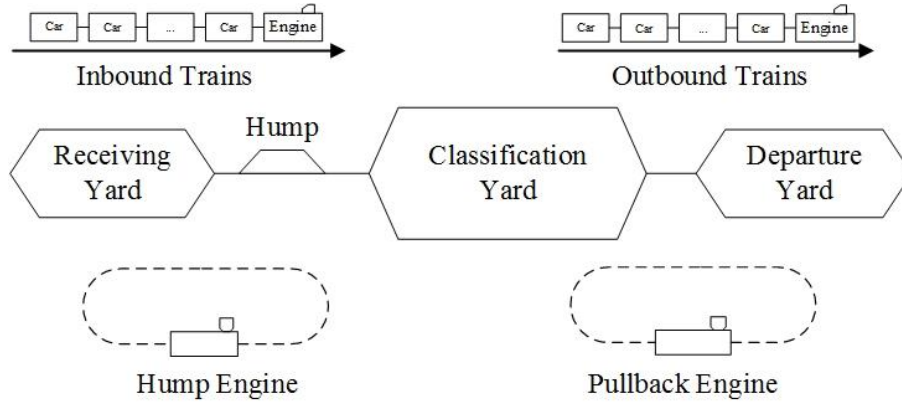 Car Car ... Car Engine
Inbound Trains
Car Car ... Car Engine
Outbound Trains
Receiving
Yard
Hump
Classification
Yard
Departure
Yard
Hump Engine
Pullback Engine